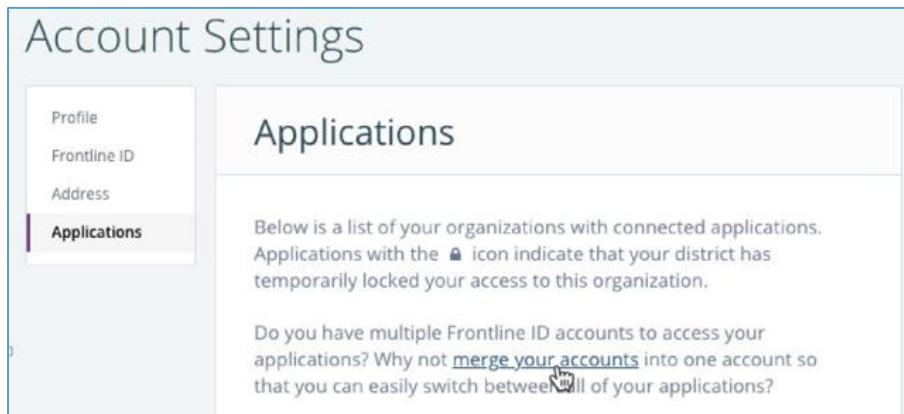 Account Settings
Profile
Frontline ID
Address
Applications
Applications
Below is a list of your organizations with connected applications.
Applications with the icon indicate that your district has
temporarily locked your access to this organization.
Do you have multiple Frontline ID accounts to access your
applications? Why not merge your accounts into one account so
that you can easily switch between all of your applications?